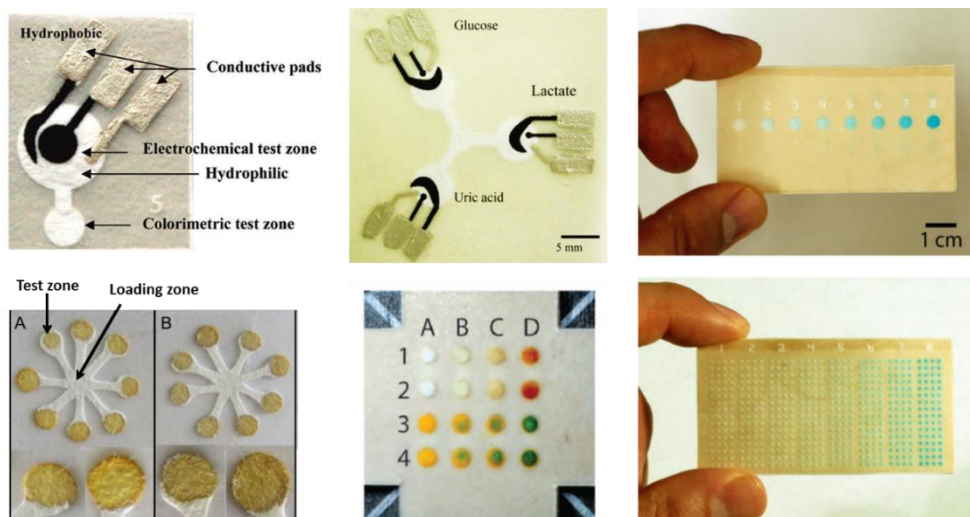 Hydrophobic
Conductive pads
Electrochemical test zone
Hydrophilic
5
Colorimetric test zone
Glucose
Lactate
Uric acid
5 mm
1 2 3 4 5 6 7 8
1 cm
Test zone
Loading zone
A
B
A B C D
1
2
3
4
1 2 3 4 5 6 7 8